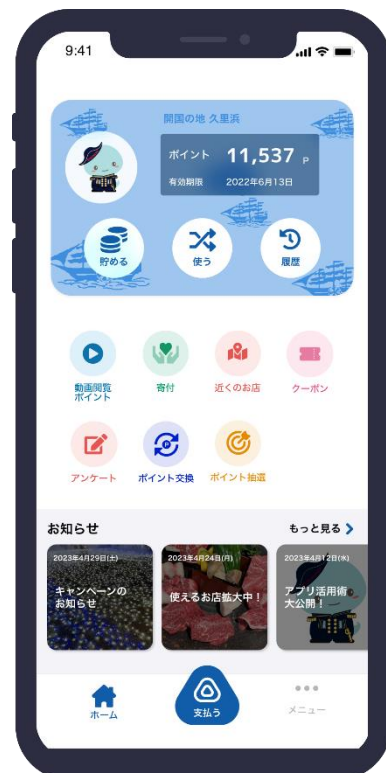 9:41
開国の地 久里浜
ポイント 11,537 P
有効期限 2022年6月13日
貯める 使う 履歴
動画閲覧
ポイント
寄付 近くのお店 クーポン
アンケート ポイント交換 ポイント抽選
お知らせ もっと見る
2023年4月29日(土)
キャンペーンの
お知らせ
2023年4月24日(月)
使えるお店拡大中!
2023年4月12日(水)
アプリ活用術
大公開!
ホーム 支払う メニュー